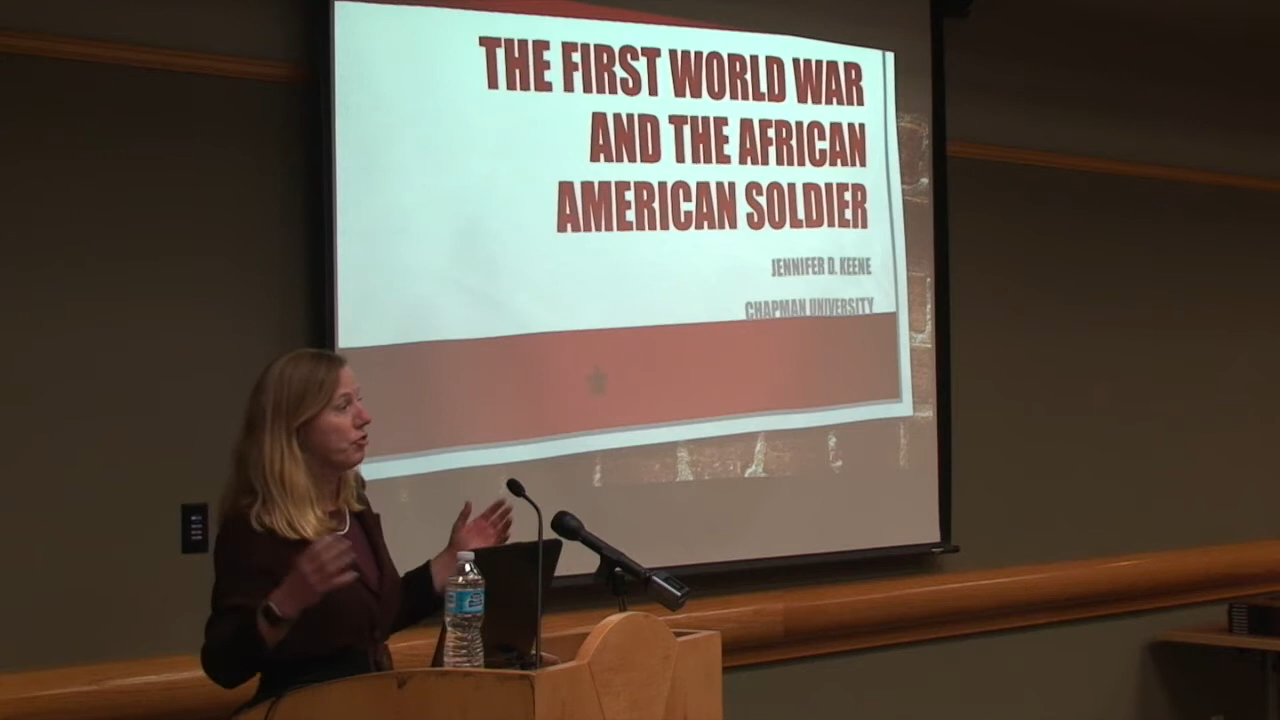 THE FIRST WORLD WAR
AND THE AFRICAN
AMERICAN SOLDIER
JENNIFER D. KEENE
CHAPMAN UNIVERSITY